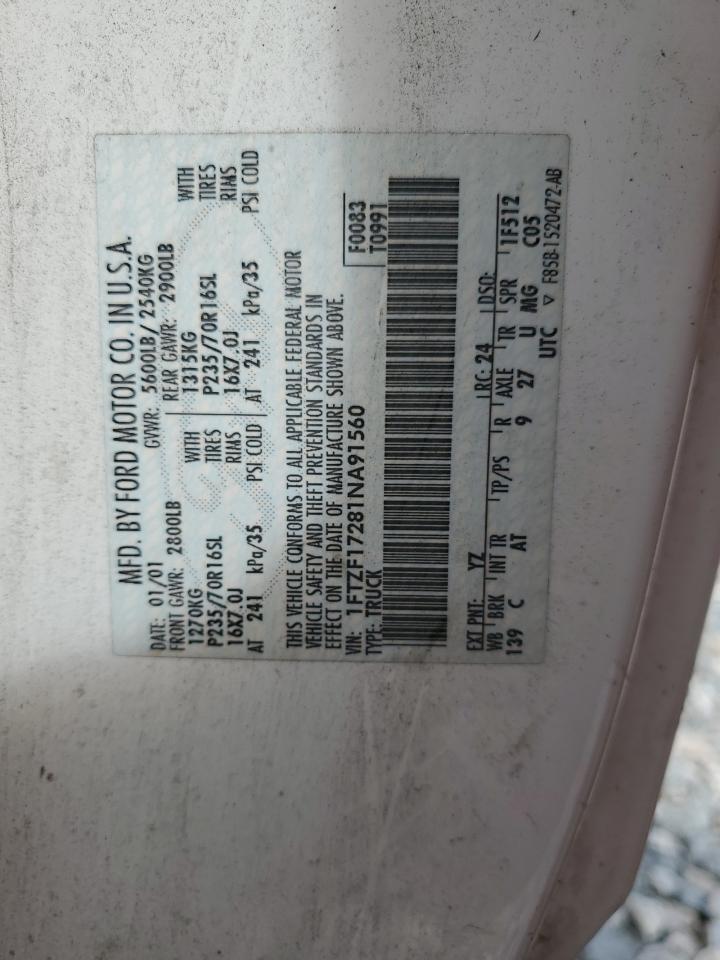 MFD. BY FORD MOTOR CO. IN U.S.A.
DATE: 01/01 GVWR: 5600LB/ 2540KG
FRONT GAWR: 2800LB REAR GAWR: 2900LB
1270KG WITH 1315KG WITH
P235/70R16SL TIRES P235/70R16SL TIRES
16X7.0J RIMS 16X7.0J RIMS
AT 241 kPa/35 PSI COLD AT 241 kPa/35 PSI COLD
THIS VEHICLE CONFORMS TO ALL APPLICABLE FEDERAL MOTOR
VEHICLE SAFETY AND THEFT PREVENTION STANDARDS IN
EFFECT ON THE DATE OF MANUFACTURE SHOWN ABOVE.
VIN: 1FTZF17281NA91560 F0083
TYPE: TRUCK T0991
EXT PNT: YZ RC: 24 DSO:
WB BRK INT TR TP/PS R AXLE TR SPR 1F512
139 C AT 9 27 U MG C05
UTC ▽ F85B-1520472-AB